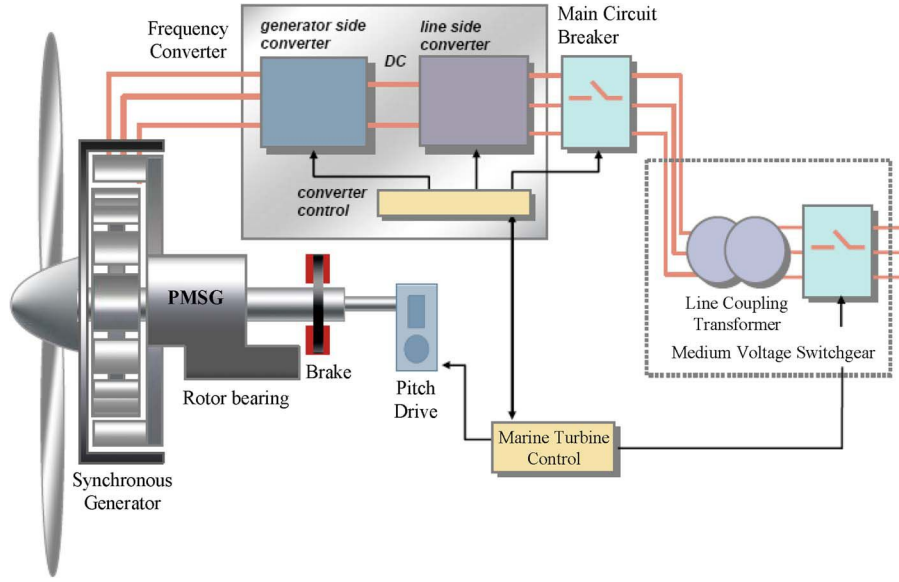 Frequency
Converter
generator side
converter
DC
line side
converter
Main Circuit
Breaker
converter
control
PMSG
Rotor bearing
Brake
Pitch
Drive
Synchronous
Generator
Line Coupling
Transformer
Medium Voltage Switchgear
Marine Turbine
Control